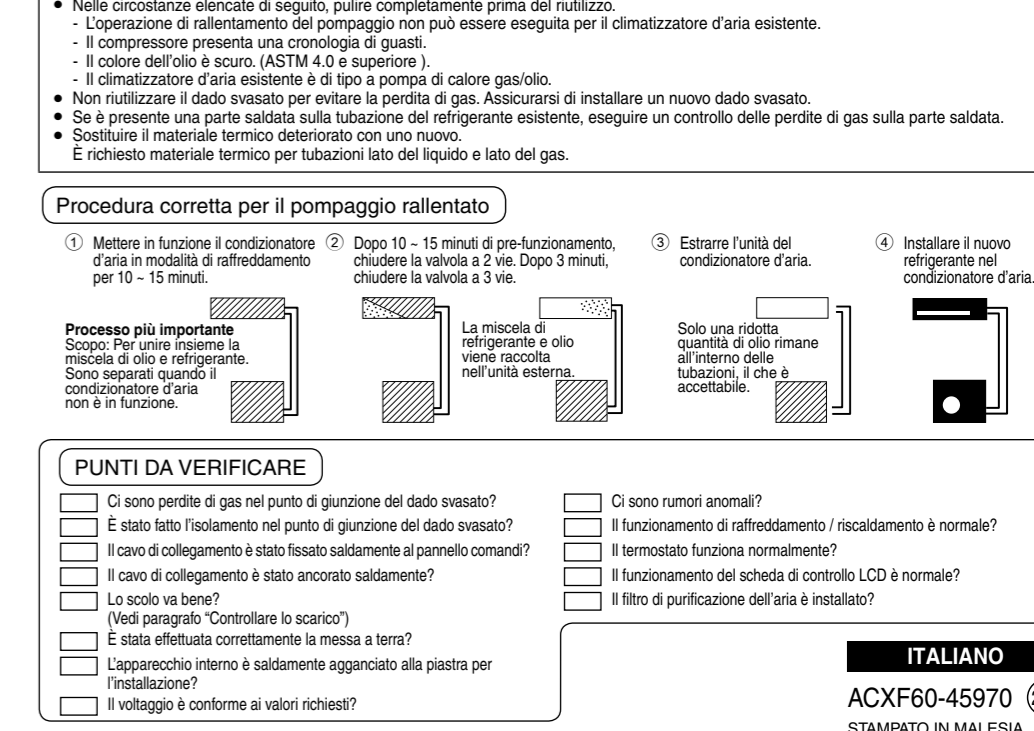 ● Nelle circostanze elencate di seguito, pulire completamente prima del riutilizzo.
- L'operazione di rallentamento del pompaggio non può essere eseguita per il climatizzatore d'aria esistente.
- Il compressore presenta una cronologia di guasti.
- Il colore dell'olio è scuro. (ASTM 4.0 e superiore ).
- Il climatizzatore d'aria esistente è di tipo a pompa di calore gas/olio.
● Non riutilizzare il dado svasato per evitare la perdita di gas. Assicurarsi di installare un nuovo dado svasato.
● Se è presente una parte saldata sulla tubazione del refrigerante esistente, eseguire un controllo delle perdite di gas sulla parte saldata.
● Sostituire il materiale termico deteriorato con uno nuovo.
È richiesto materiale termico per tubazioni lato del liquido e lato del gas.
Procedura corretta per il pompaggio rallentato
① Mettere in funzione il condizionatore
d'aria in modalità di raffreddamento
per 10 ~ 15 minuti.
Processo più importante
Scopo: Per unire insieme la
miscela di olio e refrigerante.
Sono separati quando il
condizionatore d'aria
non è in funzione.
② Dopo 10 ~ 15 minuti di pre-funzionamento,
chiudere la valvola a 2 vie. Dopo 3 minuti,
chiudere la valvola a 3 vie.
La miscela di
refrigerante e olio
viene raccolta
nell'unità esterna.
③ Estrarre l'unità del
condizionatore d'aria.
Solo una ridotta
quantità di olio rimane
all'interno delle
tubazioni, il che è
accettabile.
④ Installare il nuovo
refrigerante nel
condizionatore d'aria.
PUNTI DA VERIFICARE
Ci sono perdite di gas nel punto di giunzione del dado svasato?
È stato fatto l'isolamento nel punto di giunzione del dado svasato?
Il cavo di collegamento è stato fissato saldamente al pannello comandi?
Il cavo di collegamento è stato ancorato saldamente?
Lo scolo va bene?
(Vedi paragrafo “Controllare lo scarico”)
È stata effettuata correttamente la messa a terra?
L'apparecchio interno è saldamente agganciato alla piastra per
l'installazione?
Il voltaggio è conforme ai valori richiesti?
Ci sono rumori anomali?
Il funzionamento di raffreddamento / riscaldamento è normale?
Il termostato funziona normalmente?
Il funzionamento del scheda di controllo LCD è normale?
Il filtro di purificazione dell'aria è installato?
ITALIANO
ACXF60-45970
STAMPATO IN MALESIA